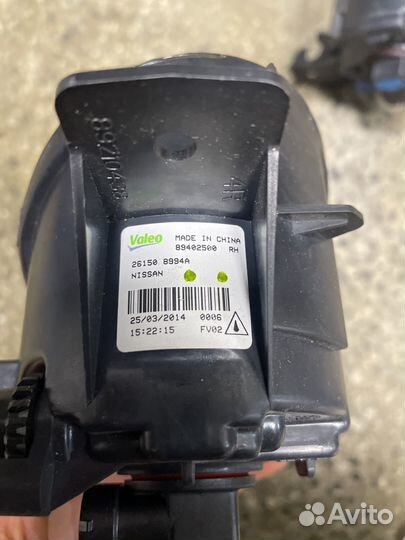 Valeo MADE IN CHINA
89402500 RH
26150 8994A
NISSAN
25/03/2014 0006
15:22:15 FV02
Avito